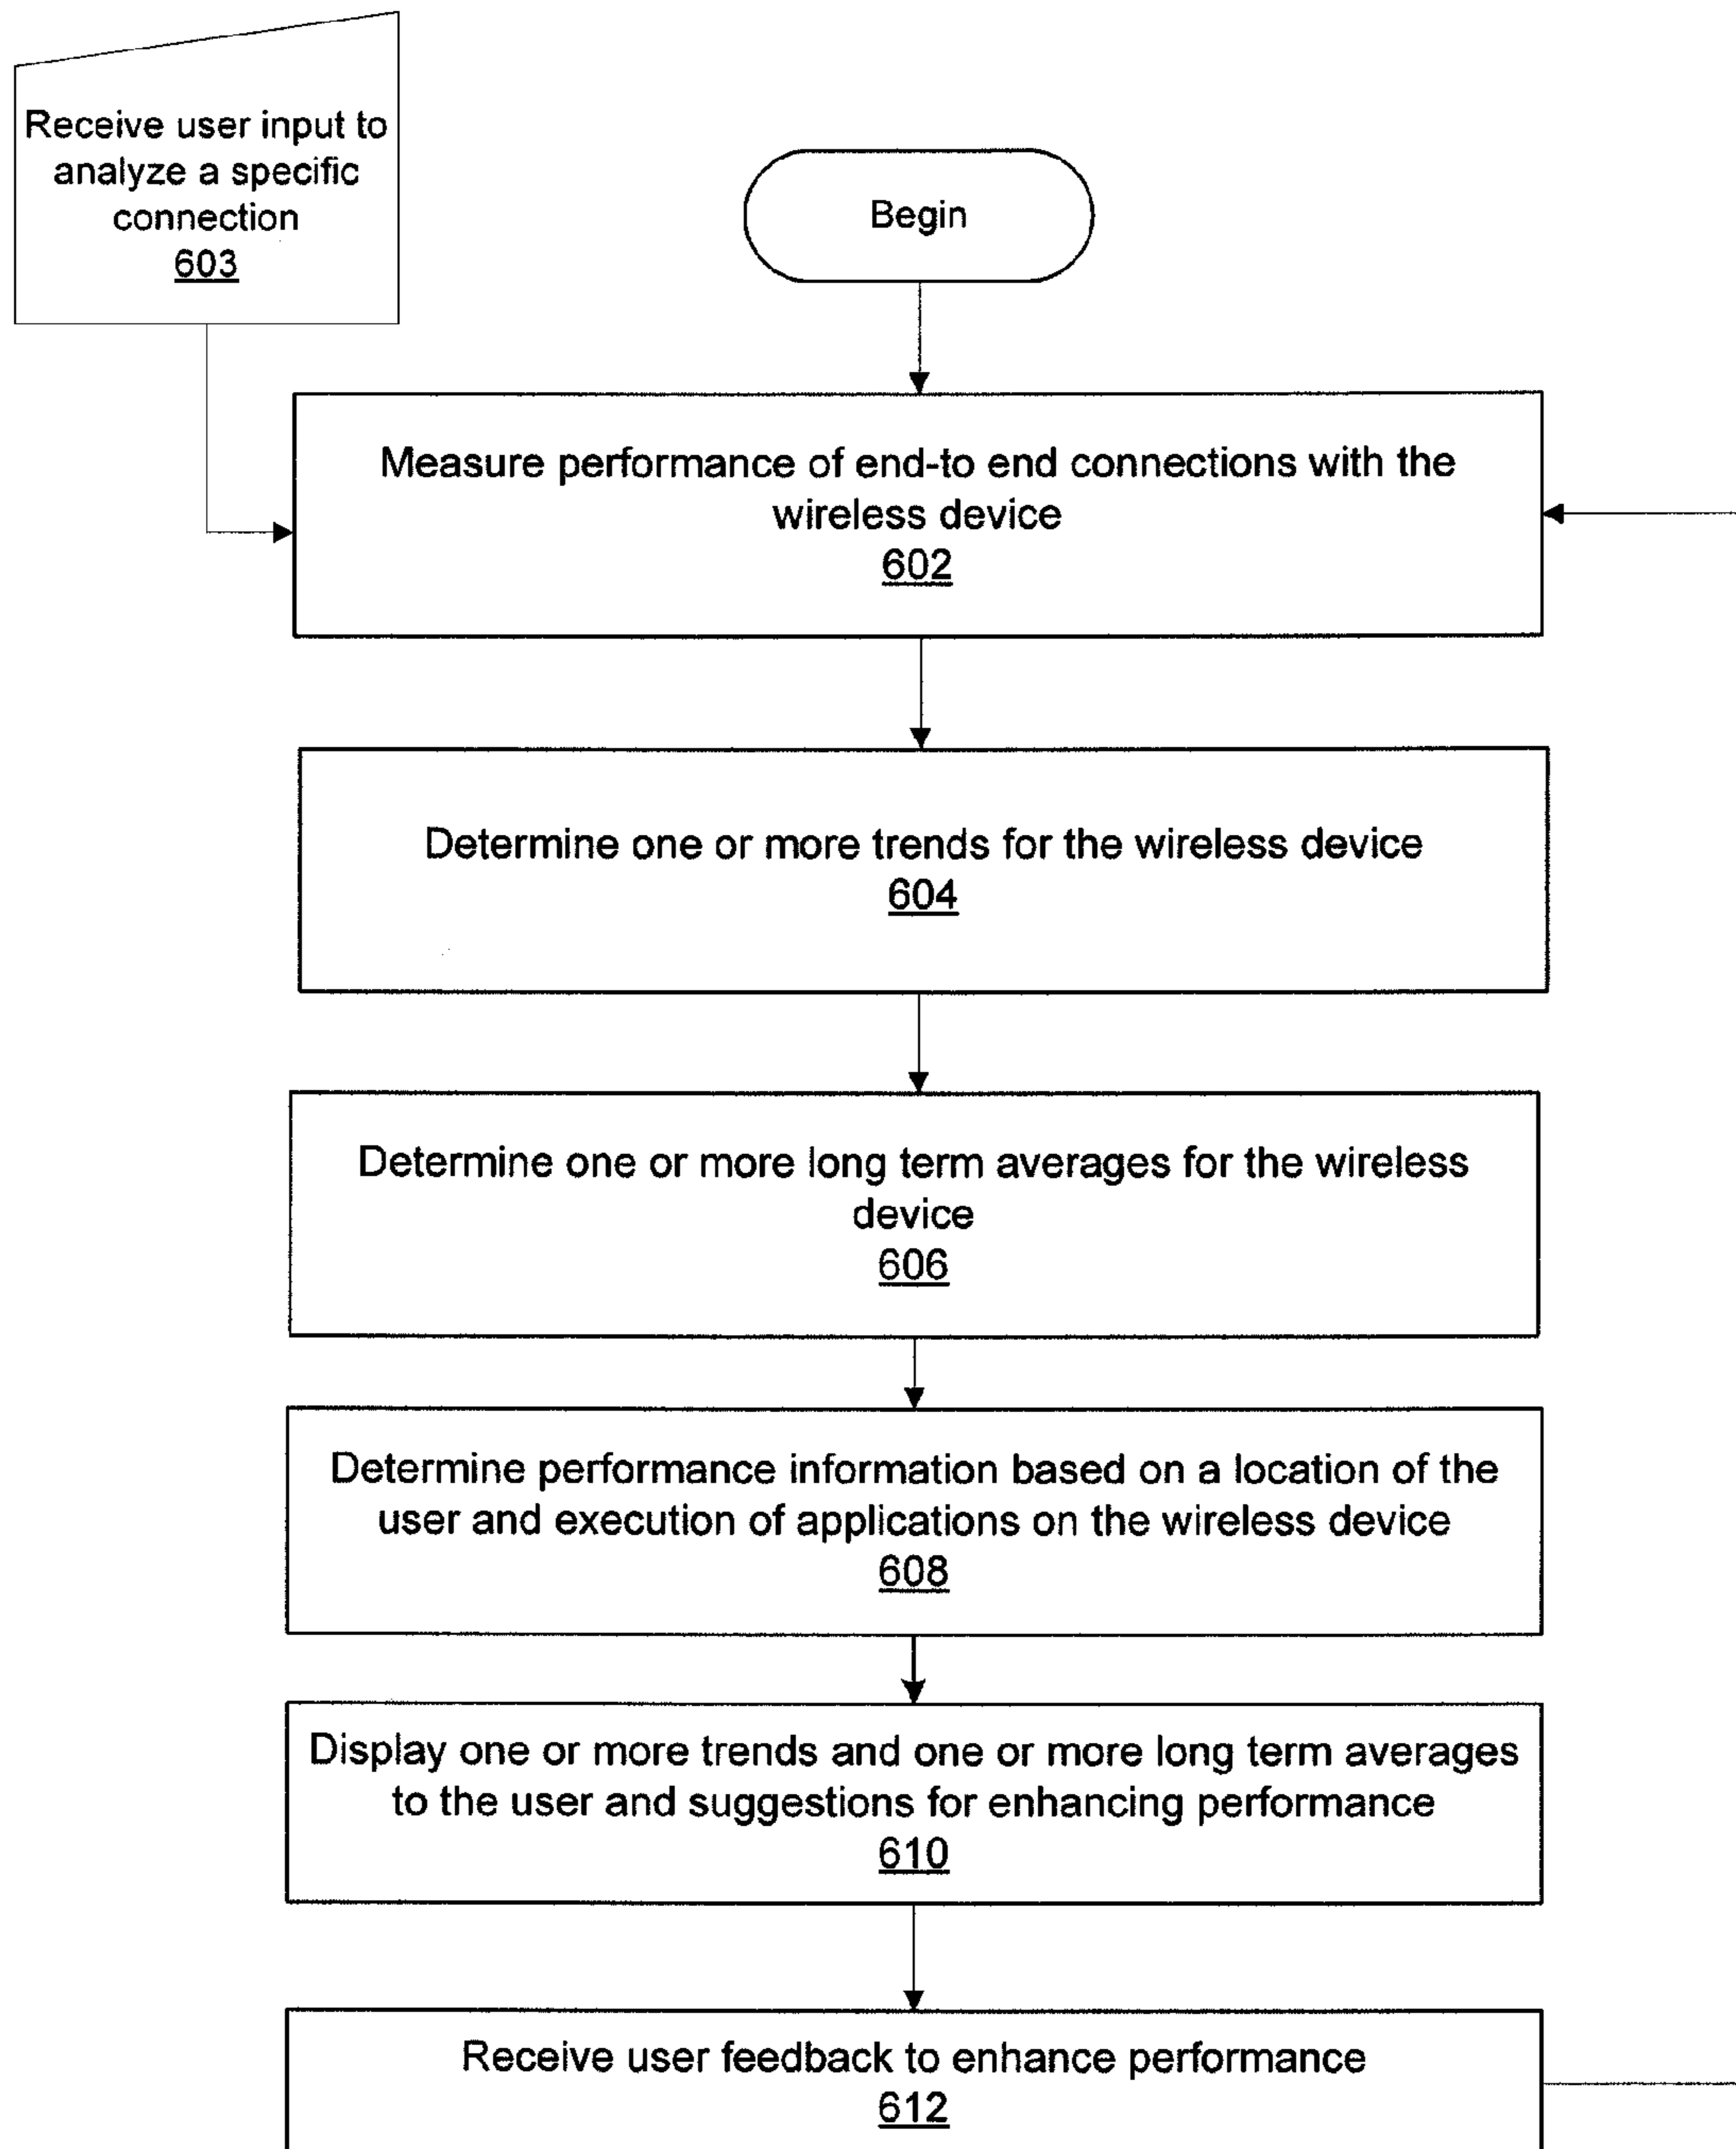 Receive user input to
analyze a specific
connection
603
Begin
Measure performance of end-to end connections with the
wireless device
602
Determine one or more trends for the wireless device
604
Determine one or more long term averages for the wireless
device
606
Determine performance information based on a location of the
user and execution of applications on the wireless device
608
Display one or more trends and one or more long term averages
to the user and suggestions for enhancing performance
610
Receive user feedback to enhance performance
612